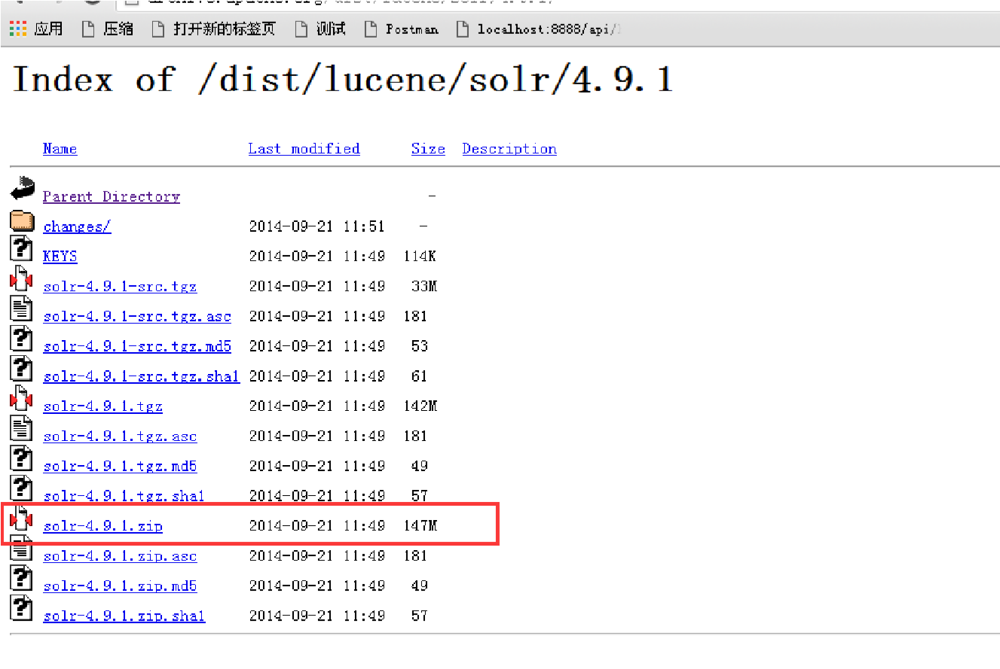 应用 压缩 打开新的标签页 测试 Postman localhost:8888/api/
Index of /dist/lucene/solr/4.9.1
Name Last modified Size Description
Parent Directory -
changes/ 2014-09-21 11:51 -
KEYS 2014-09-21 11:49 114K
solr-4.9.1-src.tgz 2014-09-21 11:49 33M
solr-4.9.1-src.tgz.asc 2014-09-21 11:49 181
solr-4.9.1-src.tgz.md5 2014-09-21 11:49 53
solr-4.9.1-src.tgz.sha1 2014-09-21 11:49 61
solr-4.9.1.tgz 2014-09-21 11:49 142M
solr-4.9.1.tgz.asc 2014-09-21 11:49 181
solr-4.9.1.tgz.md5 2014-09-21 11:49 49
solr-4.9.1.tgz.sha1 2014-09-21 11:49 57
solr-4.9.1.zip 2014-09-21 11:49 147M
solr-4.9.1.zip.asc 2014-09-21 11:49 181
solr-4.9.1.zip.md5 2014-09-21 11:49 49
solr-4.9.1.zip.sha1 2014-09-21 11:49 57